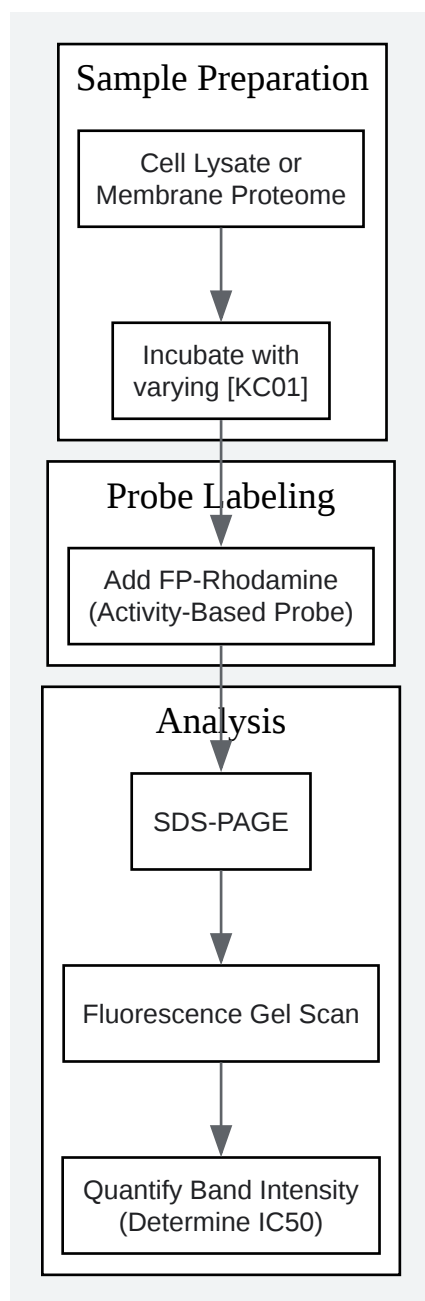 Sample Preparation
Cell Lysate or
Membrane Proteome
Incubate with
varying [KC01]
Probe Labeling
Add FP-Rhodamine
(Activity-Based Probe)
Analysis
SDS-PAGE
Fluorescence Gel Scan
Quantify Band Intensity
(Determine IC50)